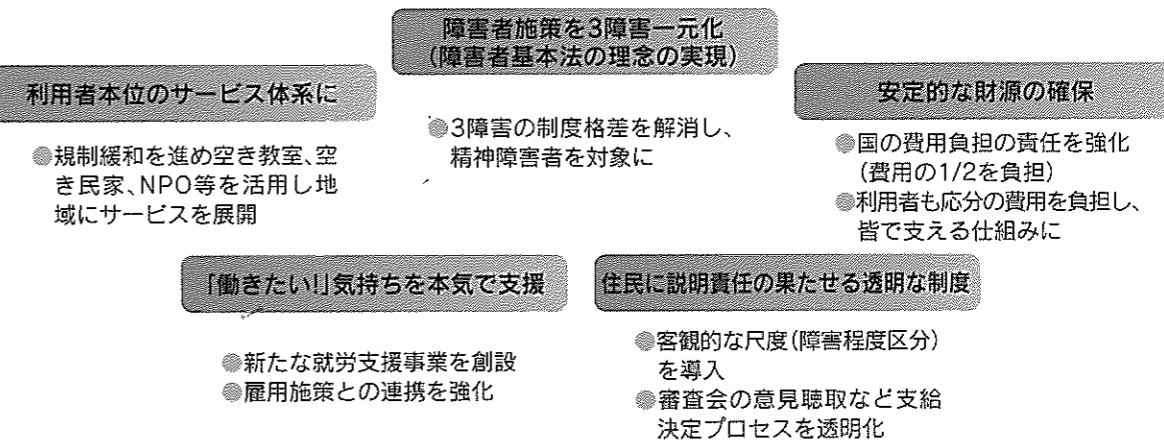 障害者施策を3障害一元化
(障害者基本法の理念の実現)
●3障害の制度格差を解消し、
精神障害者を対象に
利用者本位のサービス体系に
●規制緩和を進め空き教室、空
き民家、NPO等を活用し地
域にサービスを展開
安定的な財源の確保
●国の費用負担の責任を強化
(費用の1/2を負担)
●利用者も応分の費用を負担し、
皆で支える仕組みに
「働きたい!」気持ちを本気で支援
●新たな就労支援事業を創設
●雇用施策との連携を強化
住民に説明責任の果たせる透明な制度
●客観的な尺度(障害程度区分)
を導入
●審査会の意見聴取など支給
決定プロセスを透明化